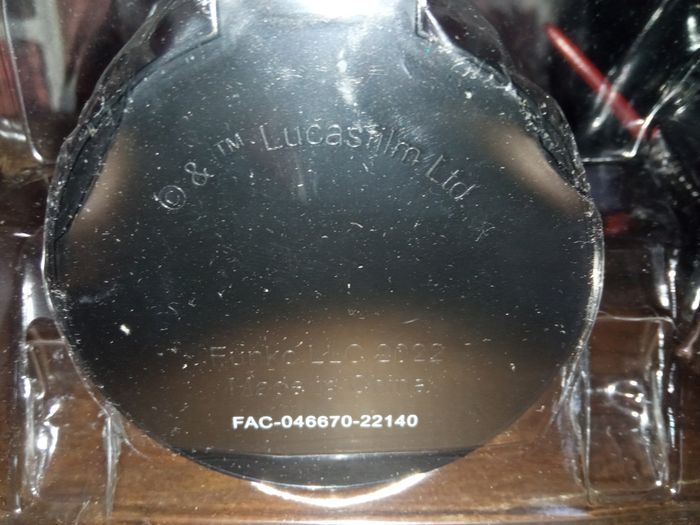 © & ™ Lucasfilm Ltd.
Funko LLC 2022
Made in China
FAC-046670-22140